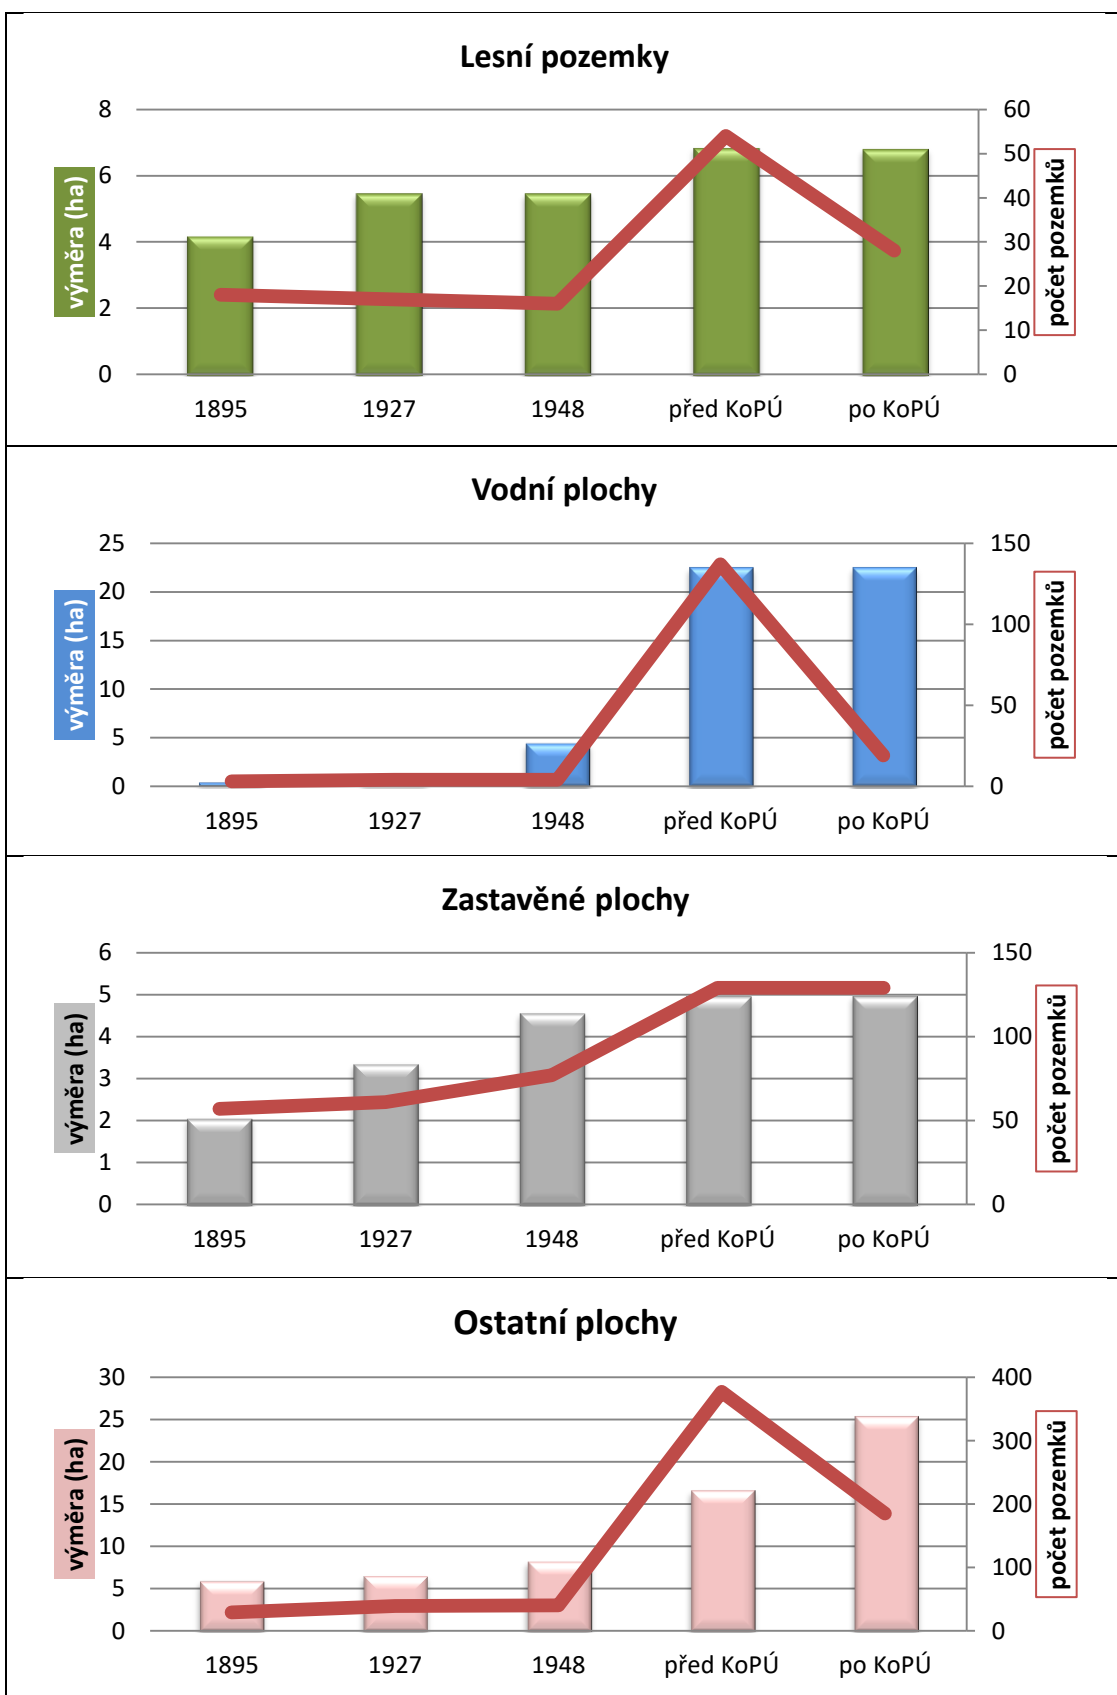 Lesní pozemky
výměra (ha)
8
6
4
2
0
60
50
40
30
20
10
0
počet pozemků
1895 1927 1948 před KoPÚ po KoPÚ
Vodní plochy
výměra (ha)
25
20
15
10
5
0
150
100
50
0
počet pozemků
1895 1927 1948 před KoPÚ po KoPÚ
Zastavěné plochy
výměra (ha)
6
5
4
3
2
1
0
150
100
50
0
počet pozemků
1895 1927 1948 před KoPÚ po KoPÚ
Ostatní plochy
výměra (ha)
30
25
20
15
10
5
0
400
300
200
100
0
počet pozemků
1895 1927 1948 před KoPÚ po KoPÚ